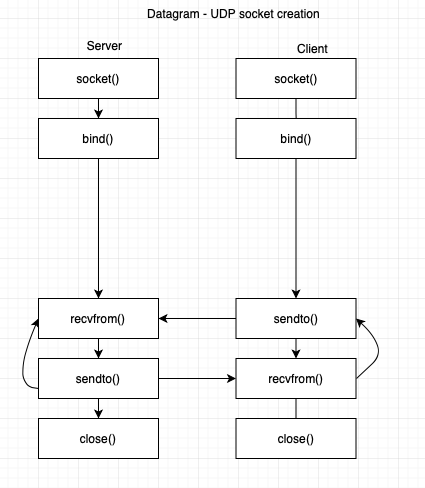 Datagram - UDP socket creation
Server
Client
socket()
socket()
bind()
bind()
recvfrom()
sendto()
sendto()
recvfrom()
close()
close()